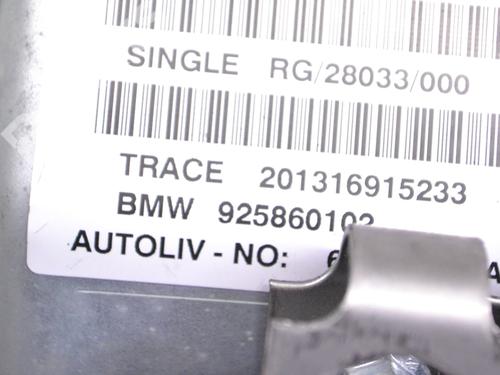 SINGLE RG/28033/000
TRACE 201316915233
BMW 925860102
AUTOLIV - NO: